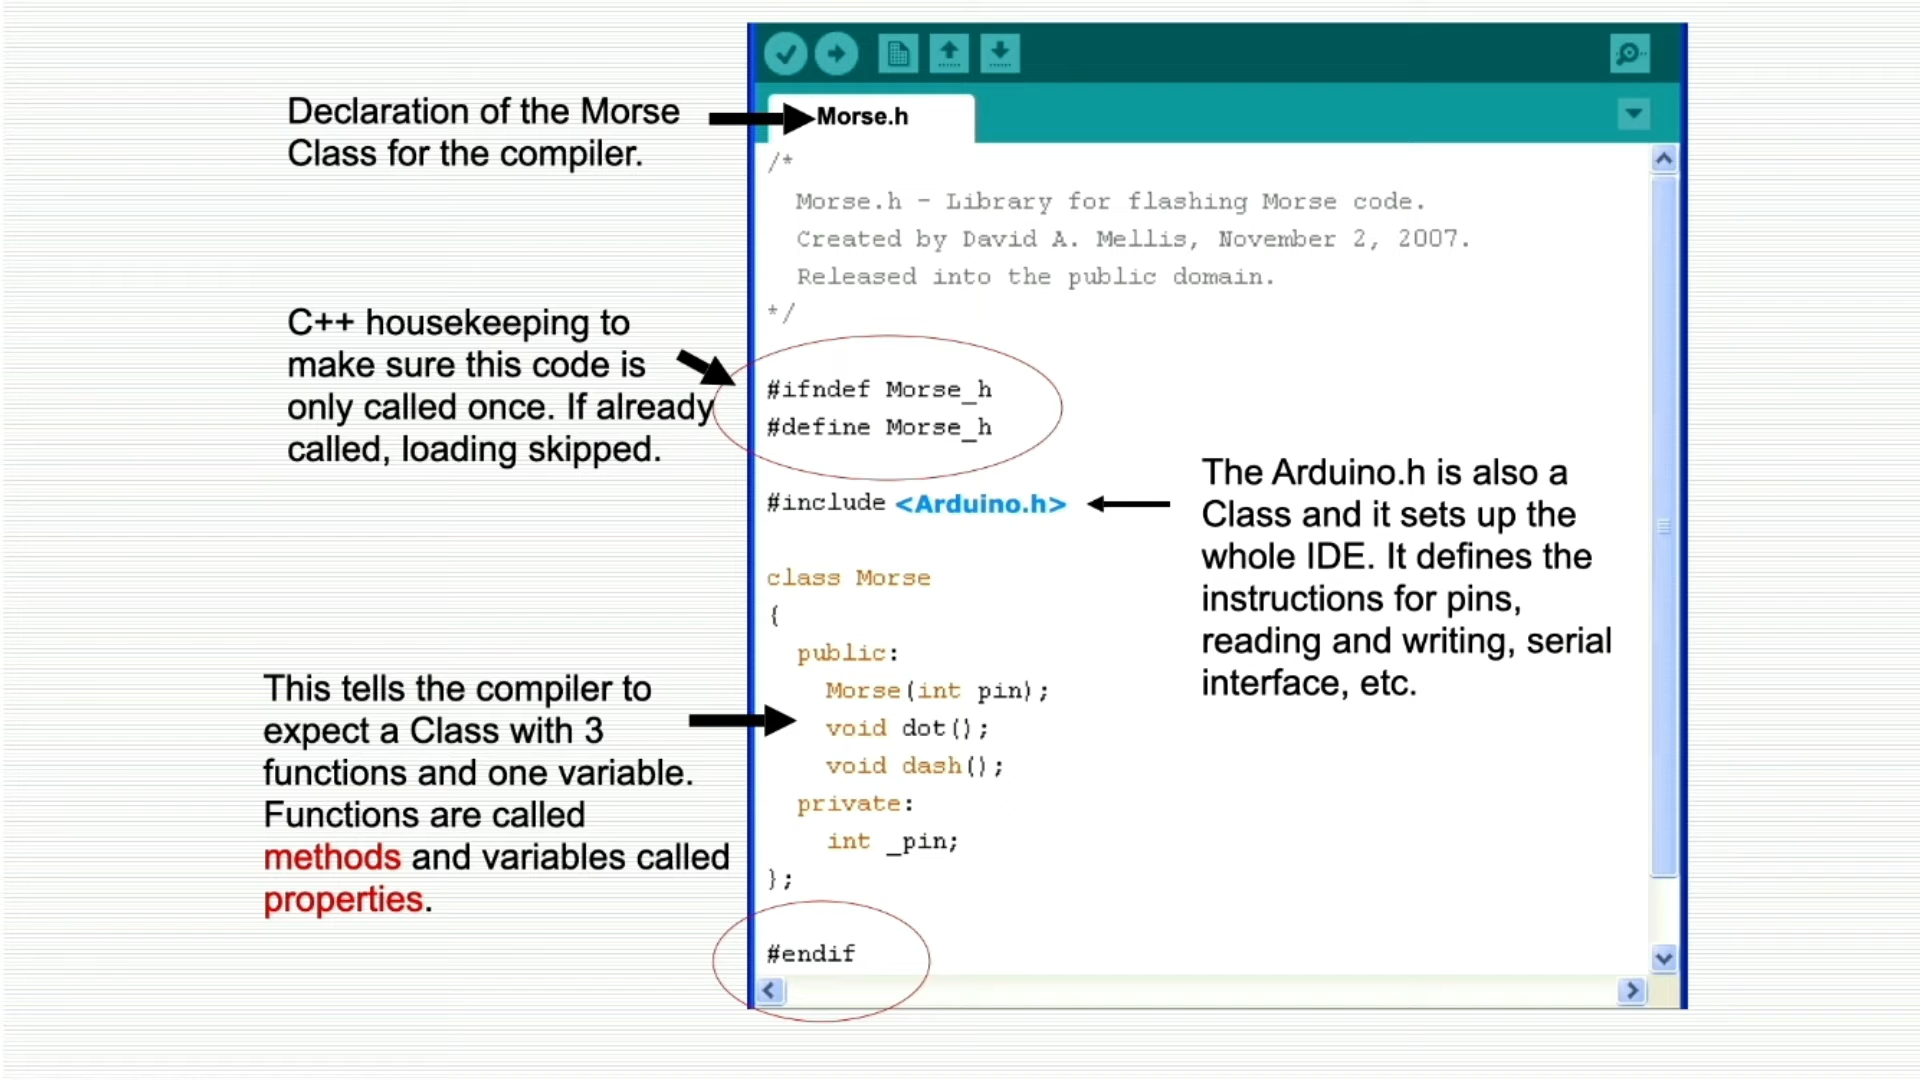 Declaration of the Morse
Class for the compiler.
C++ housekeeping to
make sure this code is
only called once. If already
called, loading skipped.
This tells the compiler to
expect a Class with 3
functions and one variable.
Functions are called
methods and variables called
properties.
Morse.h
/*
Morse.h - Library for flashing Morse code.
Created by David A. Mellis, November 2, 2007.
Released into the public domain.
*/
#ifndef Morse_h
#define Morse_h
#include <Arduino.h>
class Morse
{
public:
Morse(int pin);
void dot();
void dash();
private:
int _pin;
};
#endif
The Arduino.h is also a
Class and it sets up the
whole IDE. It defines the
instructions for pins,
reading and writing, serial
interface, etc.